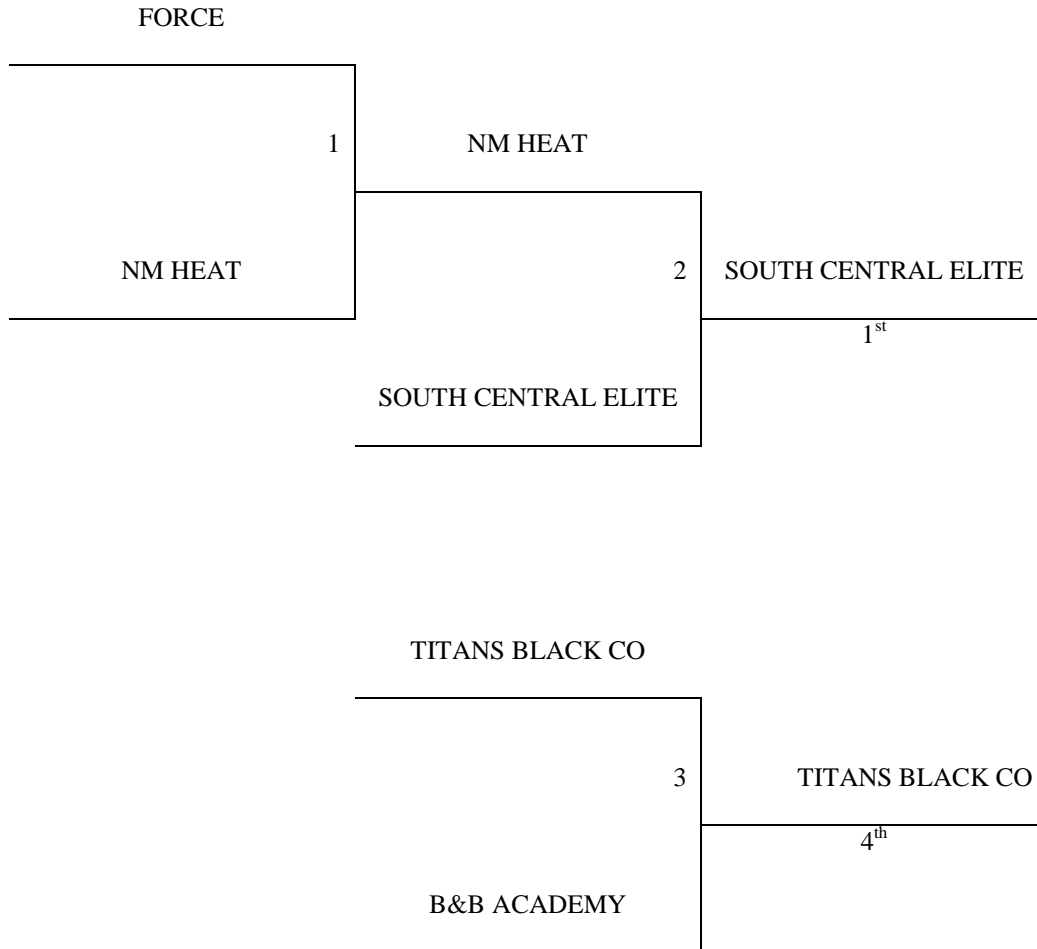 FORCE
1
NM HEAT
NM HEAT
2
SOUTH CENTRAL ELITE
1st
SOUTH CENTRAL ELITE
TITANS BLACK CO
3
TITANS BLACK CO
4th
B&B ACADEMY